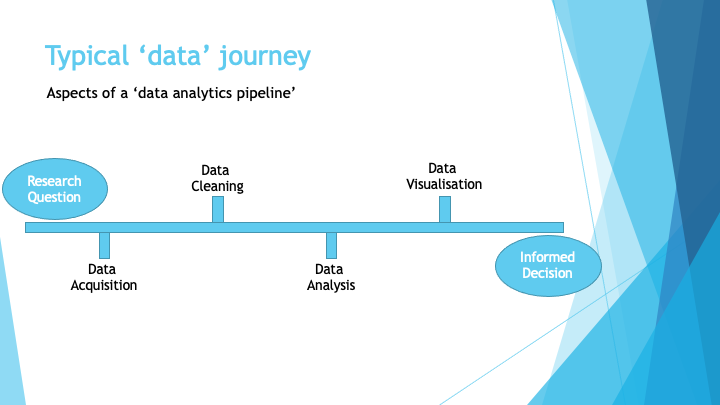 Typical ‘data’ journey
Aspects of a ‘data analytics pipeline’
Research
Question
Data
Cleaning
Data
Visualisation
Data
Acquisition
Data
Analysis
Informed
Decision